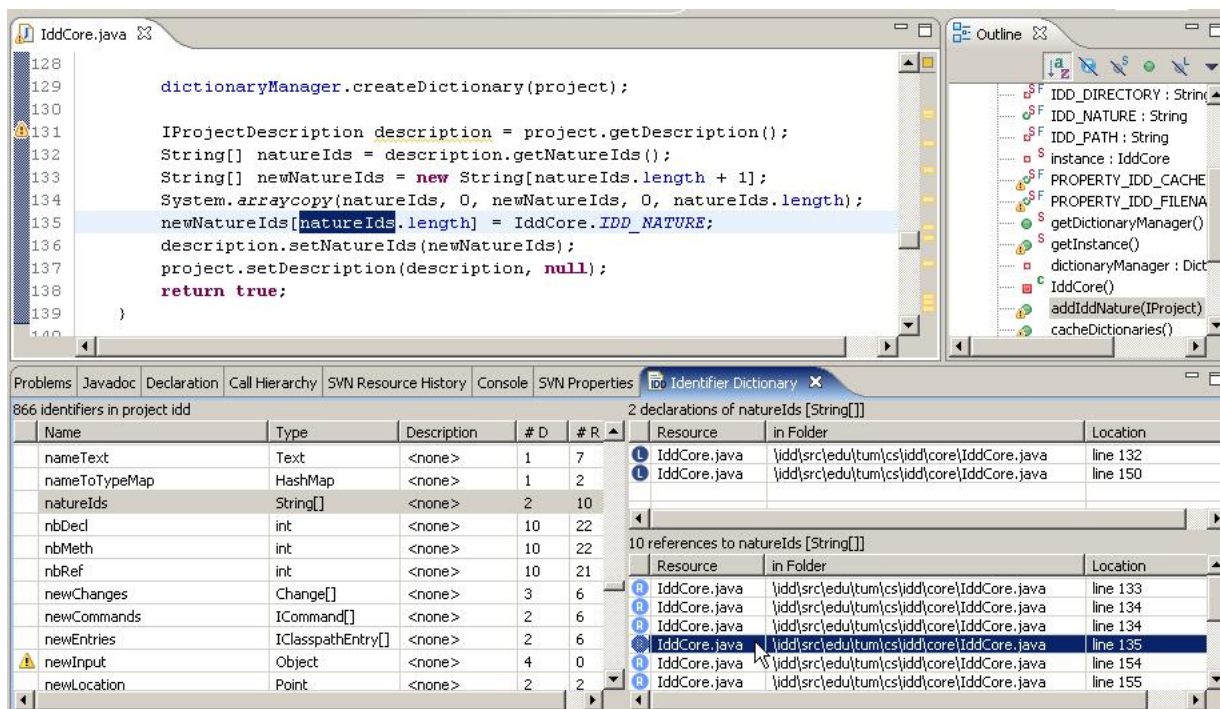 IddCore.java
128
129 dictionaryManager.createDictionary(project);
130
131 IProjectDescription description = project.getDescription();
132 String[] natureIds = description.getNatureIds();
133 String[] newNatureIds = new String[natureIds.length + 1];
134 System.arraycopy(natureIds, 0, newNatureIds, 0, natureIds.length);
135 newNatureIds[natureIds.length] = IddCore.IDD_NATURE;
136 description.setNatureIds(newNatureIds);
137 project.setDescription(description, null);
138 return true;
139 }
140
Outline
IDD_DIRECTORY : String
IDD_NATURE : String
IDD_PATH : String
instance : IddCore
PROPERTY_IDD_CACHE
PROPERTY_IDD_FILENA
getDictionaryManager()
getInstance()
dictionaryManager : Dict
IddCore()
addIddNature(IProject)
cacheDictionaries()
Problems Javadoc Declaration Call Hierarchy SVN Resource History Console SVN Properties Identifier Dictionary
866 identifiers in project idd
Name Type Description # D # R
nameText Text <none> 1 7
nameToTypeMap HashMap <none> 1 2
natureIds String[] <none> 2 10
nbDecl int <none> 10 22
nbMeth int <none> 10 22
nbRef int <none> 10 21
newChanges Change[] <none> 3 6
newCommands ICommand[] <none> 2 6
newEntries IClasspathEntry[] <none> 2 6
newInput Object <none> 4 0
newLocation Point <none> 2 2
2 declarations of natureIds [String[]]
Resource in Folder Location
L IddCore.java \idd\src\edu\tum\cs\idd\core\IddCore.java line 132
L IddCore.java \idd\src\edu\tum\cs\idd\core\IddCore.java line 150
10 references to natureIds [String[]]
Resource in Folder Location
R IddCore.java \idd\src\edu\tum\cs\idd\core\IddCore.java line 133
R IddCore.java \idd\src\edu\tum\cs\idd\core\IddCore.java line 134
R IddCore.java \idd\src\edu\tum\cs\idd\core\IddCore.java line 134
IddCore.java \idd\src\edu\tum\cs\idd\core\IddCore.java line 135
R IddCore.java \idd\src\edu\tum\cs\idd\core\IddCore.java line 154
R IddCore.java \idd\src\edu\tum\cs\idd\core\IddCore.java line 155